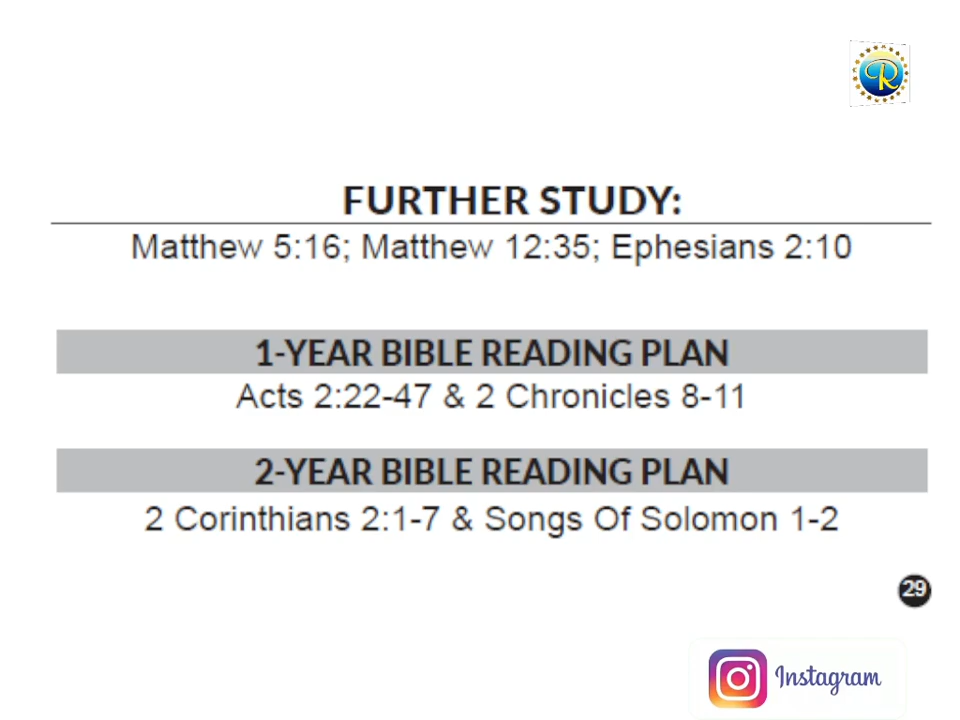 R
FURTHER STUDY:
Matthew 5:16; Matthew 12:35; Ephesians 2:10
1-YEAR BIBLE READING PLAN
Acts 2:22-47 & 2 Chronicles 8-11
2-YEAR BIBLE READING PLAN
2 Corinthians 2:1-7 & Songs Of Solomon 1-2
29
Instagram